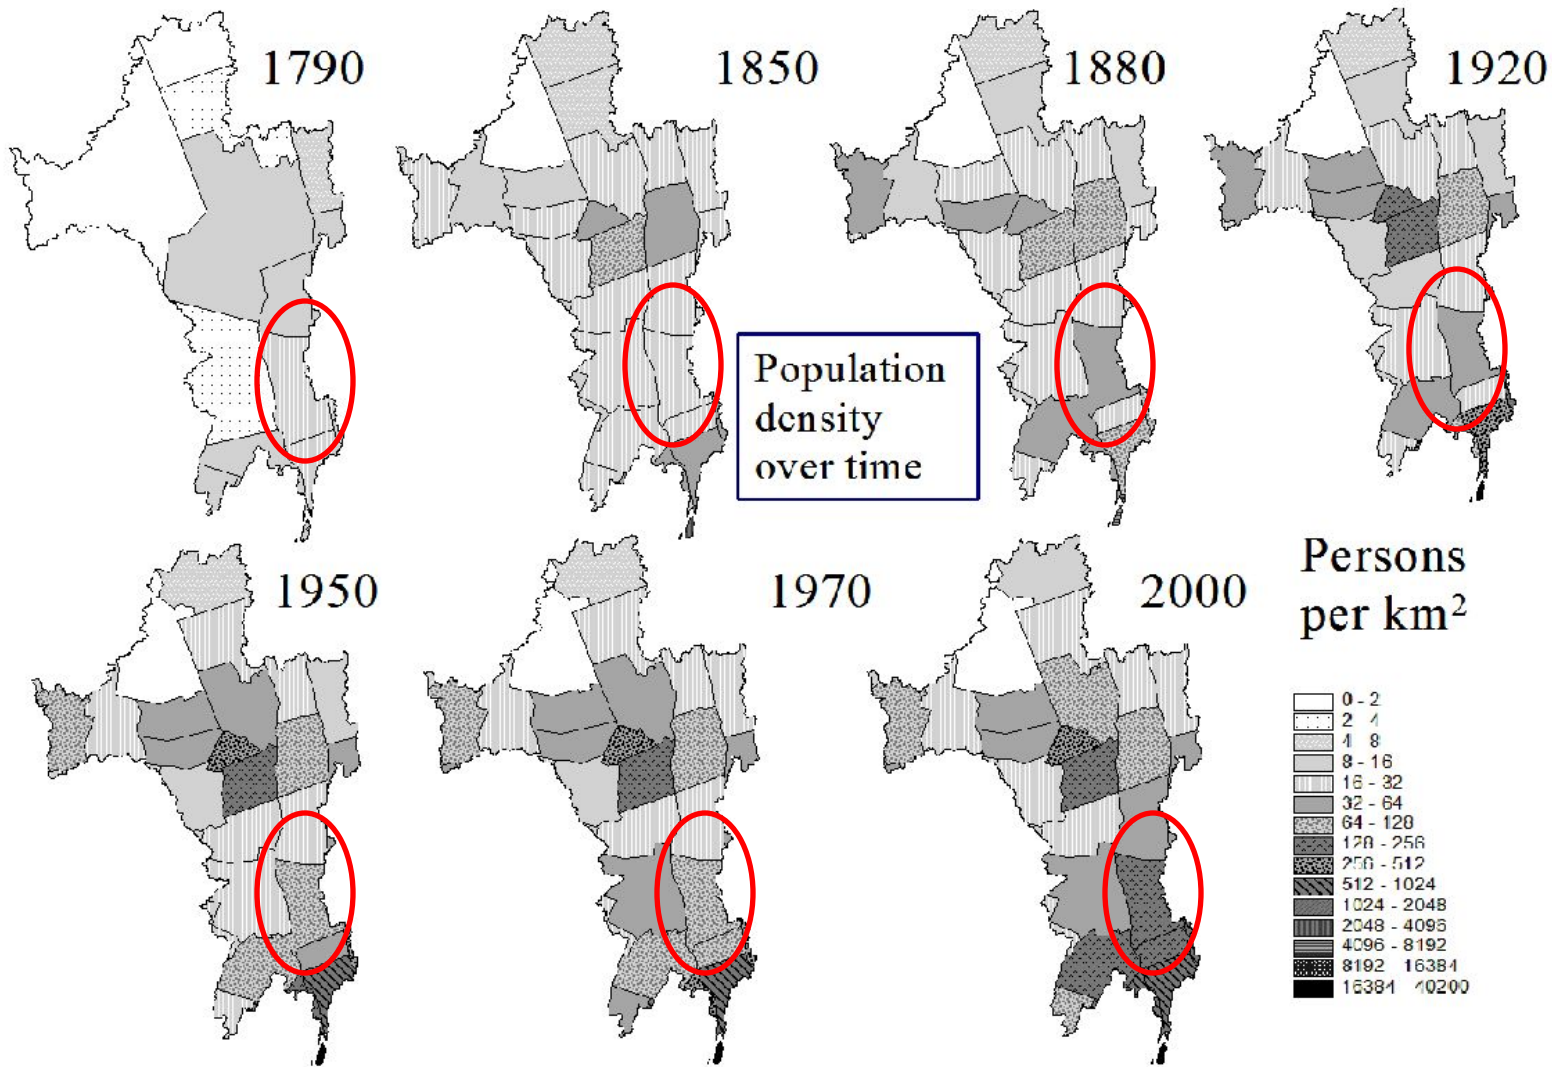 1790
1850
1880
1920
Population
density
over time
1950
1970
2000
Persons
per km²
0 - 2
2 4
4 8
8 - 16
16 - 32
32 - 64
64 - 128
128 - 256
256 - 512
512 - 1024
1024 - 2048
2048 - 4096
4096 - 8192
8192 16384
16384 40200